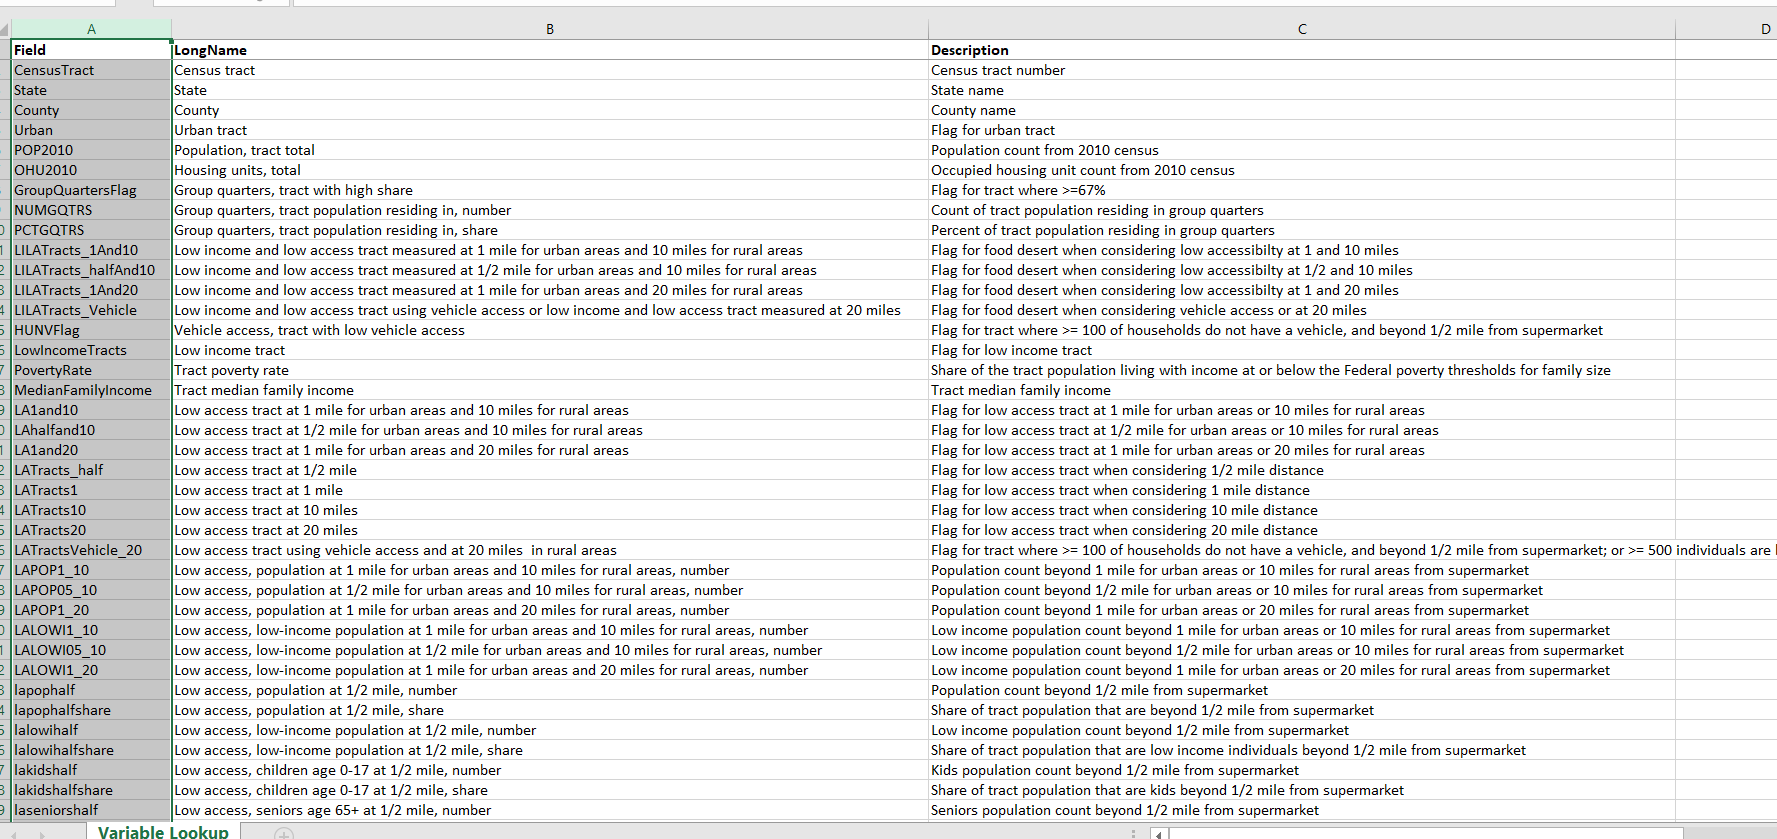 A B C D
Field LongName Description
CensusTract Census tract Census tract number
State State State name
County County County name
Urban Urban tract Flag for urban tract
POP2010 Population, tract total Population count from 2010 census
OHU2010 Housing units, total Occupied housing unit count from 2010 census
GroupQuartersFlag Group quarters, tract with high share Flag for tract where >=67%
NUMGQTRS Group quarters, tract population residing in, number Count of tract population residing in group quarters
PCTGQTRS Group quarters, tract population residing in, share Percent of tract population residing in group quarters
LILATracts_1And10 Low income and low access tract measured at 1 mile for urban areas and 10 miles for rural areas Flag for food desert when considering low accessibilty at 1 and 10 miles
LILATracts_halfAnd10 Low income and low access tract measured at 1/2 mile for urban areas and 10 miles for rural areas Flag for food desert when considering low accessibilty at 1/2 and 10 miles
LILATracts_1And20 Low income and low access tract measured at 1 mile for urban areas and 20 miles for rural areas Flag for food desert when considering low accessibilty at 1 and 20 miles
LILATracts_Vehicle Low income and low access tract using vehicle access or low income and low access tract measured at 20 miles Flag for food desert when considering vehicle access or at 20 miles
HUNVFlag Vehicle access, tract with low vehicle access Flag for tract where >= 100 of households do not have a vehicle, and beyond 1/2 mile from supermarket
LowIncomeTracts Low income tract Flag for low income tract
PovertyRate Tract poverty rate Share of the tract population living with income at or below the Federal poverty thresholds for family size
MedianFamilyIncome Tract median family income Tract median family income
LA1and10 Low access tract at 1 mile for urban areas and 10 miles for rural areas Flag for low access tract at 1 mile for urban areas or 10 miles for rural areas
LAhalfand10 Low access tract at 1/2 mile for urban areas and 10 miles for rural areas Flag for low access tract at 1/2 mile for urban areas or 10 miles for rural areas
LA1and20 Low access tract at 1 mile for urban areas and 20 miles for rural areas Flag for low access tract at 1 mile for urban areas or 20 miles for rural areas
LATracts_half Low access tract at 1/2 mile Flag for low access tract when considering 1/2 mile distance
LATracts1 Low access tract at 1 mile Flag for low access tract when considering 1 mile distance
LATracts10 Low access tract at 10 miles Flag for low access tract when considering 10 mile distance
LATracts20 Low access tract at 20 miles Flag for low access tract when considering 20 mile distance
LATractsVehicle_20 Low access tract using vehicle access and at 20 miles in rural areas Flag for tract where >= 100 of households do not have a vehicle, and beyond 1/2 mile from supermarket; or >= 500 individuals are
LAPOP1_10 Low access, population at 1 mile for urban areas and 10 miles for rural areas, number Population count beyond 1 mile for urban areas or 10 miles for rural areas from supermarket
LAPOP05_10 Low access, population at 1/2 mile for urban areas and 10 miles for rural areas, number Population count beyond 1/2 mile for urban areas or 10 miles for rural areas from supermarket
LAPOP1_20 Low access, population at 1 mile for urban areas and 20 miles for rural areas, number Population count beyond 1 mile for urban areas or 20 miles for rural areas from supermarket
LALOWI1_10 Low access, low-income population at 1 mile for urban areas and 10 miles for rural areas, number Low income population count beyond 1 mile for urban areas or 10 miles for rural areas from supermarket
LALOWI05_10 Low access, low-income population at 1/2 mile for urban areas and 10 miles for rural areas, number Low income population count beyond 1/2 mile for urban areas or 10 miles for rural areas from supermarket
LALOWI1_20 Low access, low-income population at 1 mile for urban areas and 20 miles for rural areas, number Low income population count beyond 1 mile for urban areas or 20 miles for rural areas from supermarket
lapophalf Low access, population at 1/2 mile, number Population count beyond 1/2 mile from supermarket
lapophalfshare Low access, population at 1/2 mile, share Share of tract population that are beyond 1/2 mile from supermarket
lalowihalf Low access, low-income population at 1/2 mile, number Low income population count beyond 1/2 mile from supermarket
lalowihalfshare Low access, low-income population at 1/2 mile, share Share of tract population that are low income individuals beyond 1/2 mile from supermarket
lakidshalf Low access, children age 0-17 at 1/2 mile, number Kids population count beyond 1/2 mile from supermarket
lakidshalfshare Low access, children age 0-17 at 1/2 mile, share Share of tract population that are kids beyond 1/2 mile from supermarket
laseniorshalf Low access, seniors age 65+ at 1/2 mile, number Seniors population count beyond 1/2 mile from supermarket
Variable Lookup